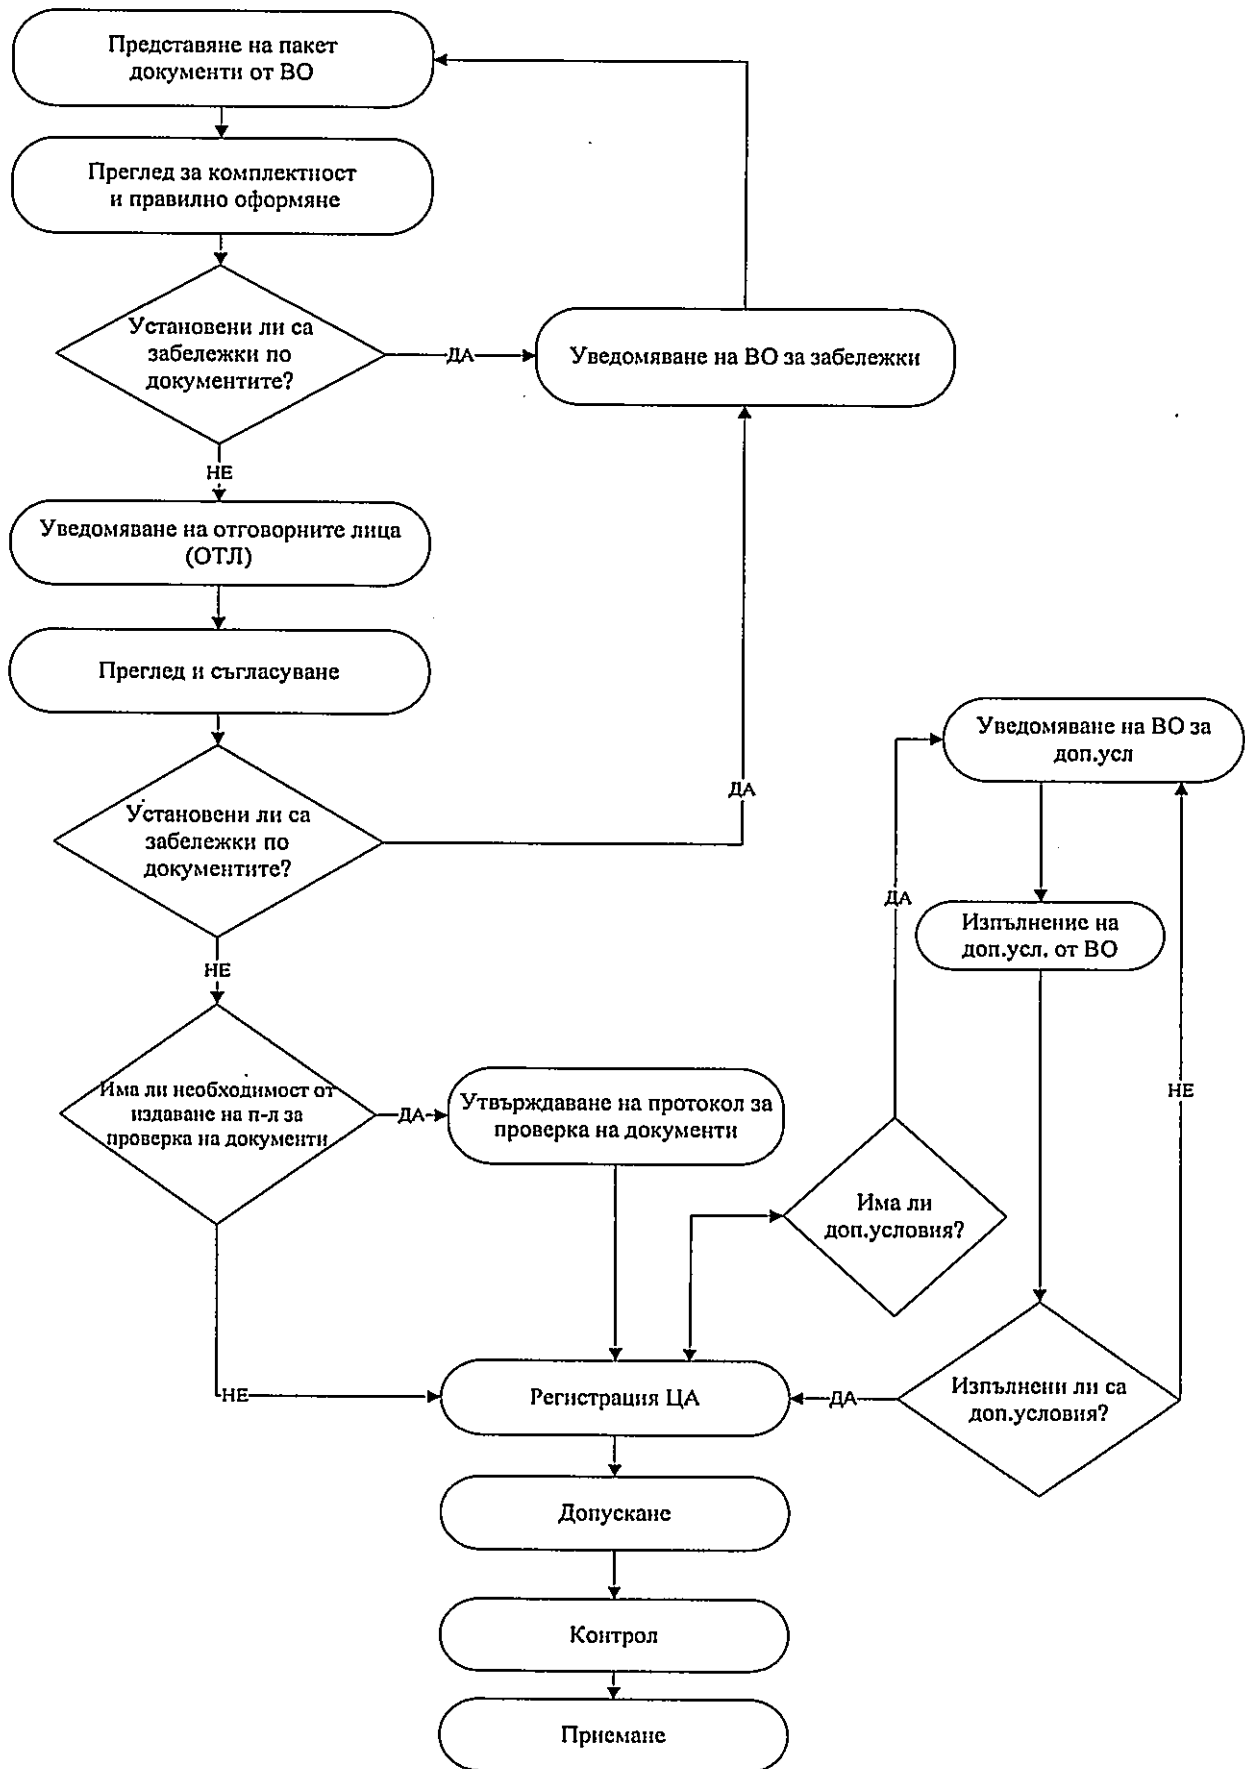 Представяне на пакет
документи от ВО
Преглед за комплектност
и правилно оформяне
Установени ли са
забележки по
документите?
ДА
Уведомяване на ВО за забележки
НЕ
Уведомяване на отговорните лица
(ОТЛ)
Преглед и съгласуване
Установени ли са
забележки по
документите?
ДА
НЕ
Има ли необходимост от
издаване на п-л за
проверка на документи
ДА
Утвърждаване на протокол за
проверка на документи
НЕ
Уведомяване на ВО за
доп.усл
ДА
Изпълнение на
доп.усл. от ВО
НЕ
Има ли
доп.условия?
Изпълнени ли са
доп.условия?
ДА
Регистрация ЦА
Допускане
Контрол
Приемане